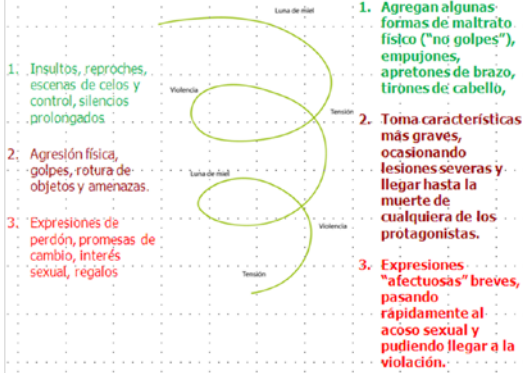 1. Insultos, reproches,
escenas de celos y
control, silencios
prolongados
2. Agresión física,
golpes, rotura de
objetos y amenazas.
3. Expresiones de
perdón, promesas de
cambio, interés
sexual, regalos
Luna de miel
Violencia
Tensión
Luna de miel
Violencia
Tensión
1. Agregan algunas
formas de maltrato
físico (“no golpes”),
empujones,
apretones de brazo,
tirones de cabello,
2. Toma características
más graves,
ocasionando
lesiones severas y
llegar hasta la
muerte de
cualquiera de los
protagonistas.
3. Expresiones
“afectuosas” breves,
pasando
rápidamente al
acoso sexual y
pudiendo llegar a la
violación.